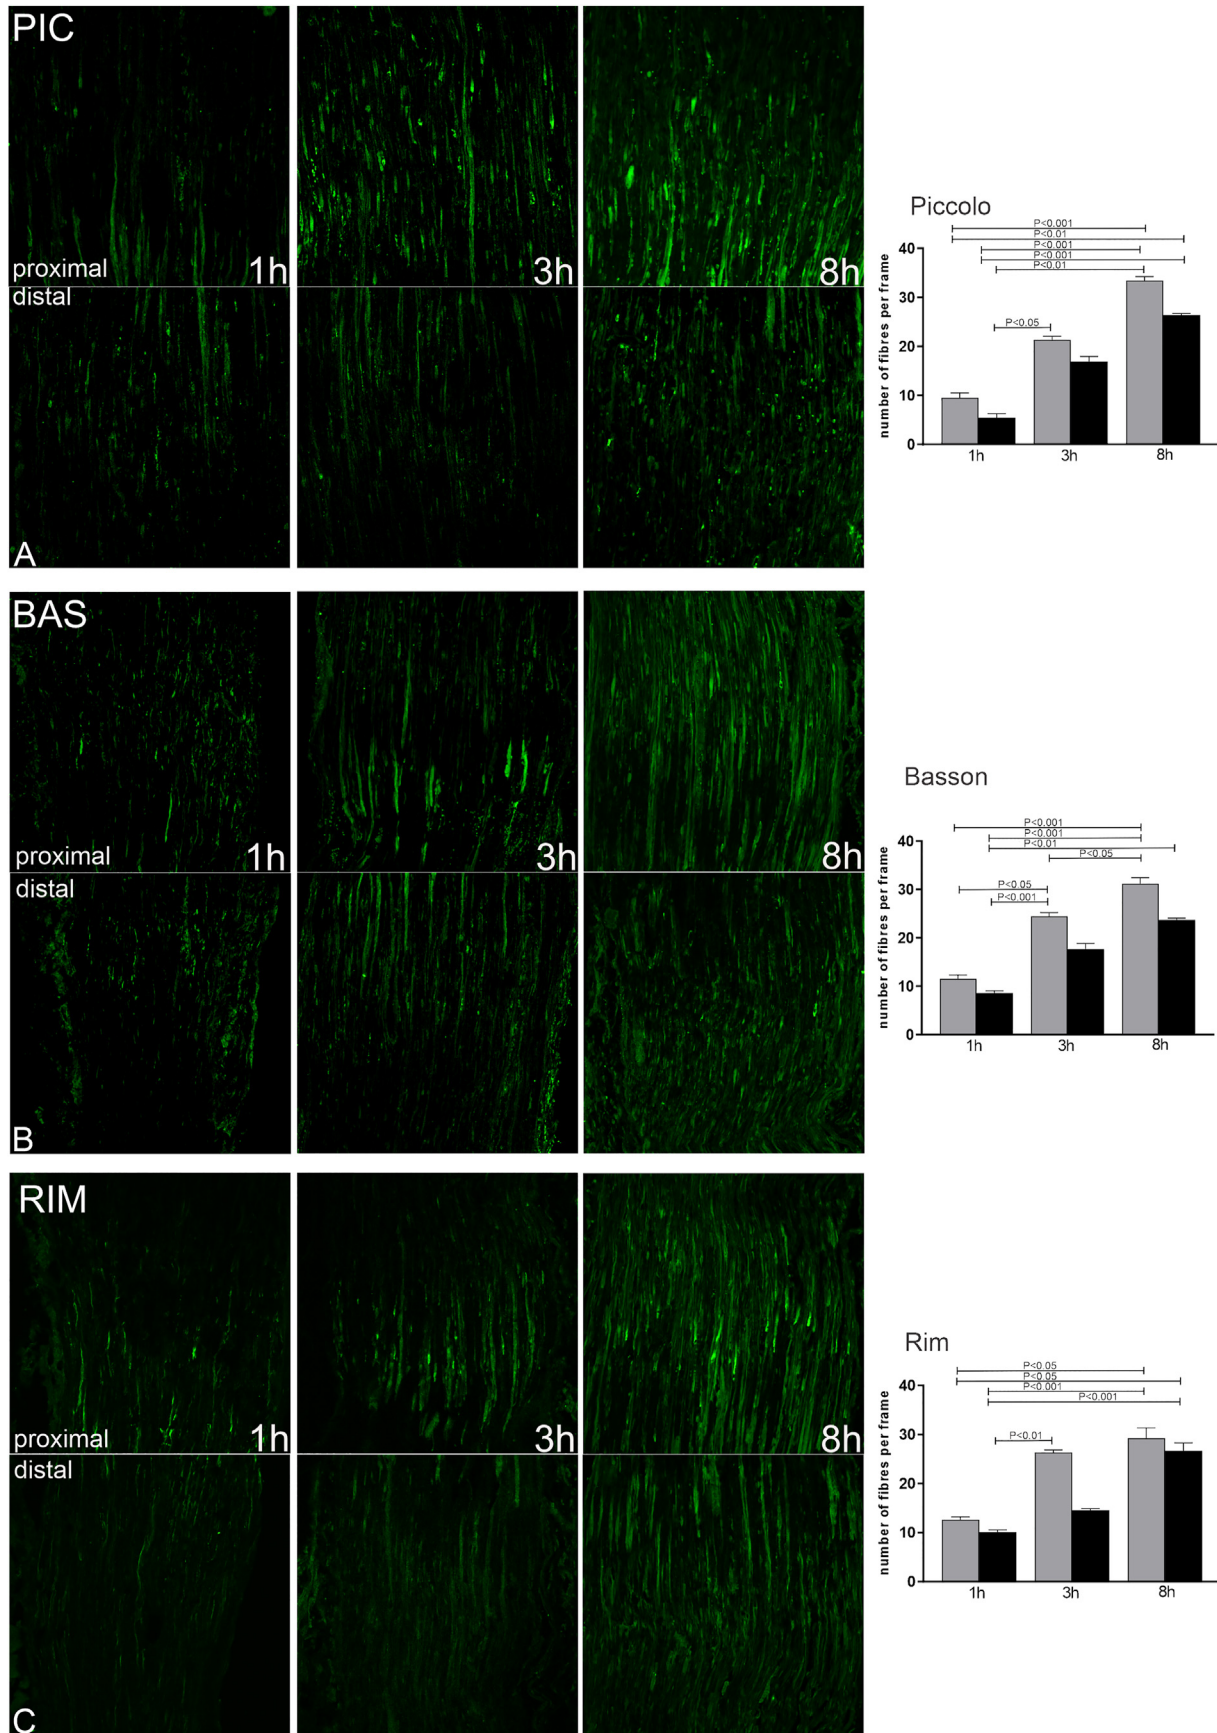 PIC
proximal
1h
3h
8h
distal
A
Piccolo
P<0.001
P<0.01
P<0.001
P<0.001
P<0.01
P<0.05
number of fibres per frame
40
30
20
10
0
1h
3h
8h
BAS
proximal
1h
3h
8h
distal
B
Basson
P<0.001
P<0.001
P<0.01
P<0.05
P<0.05
P<0.001
number of fibres per frame
40
30
20
10
0
1h
3h
8h
RIM
proximal
1h
3h
8h
distal
C
Rim
P<0.05
P<0.05
P<0.001
P<0.001
P<0.01
number of fibres per frame
40
30
20
10
0
1h
3h
8h